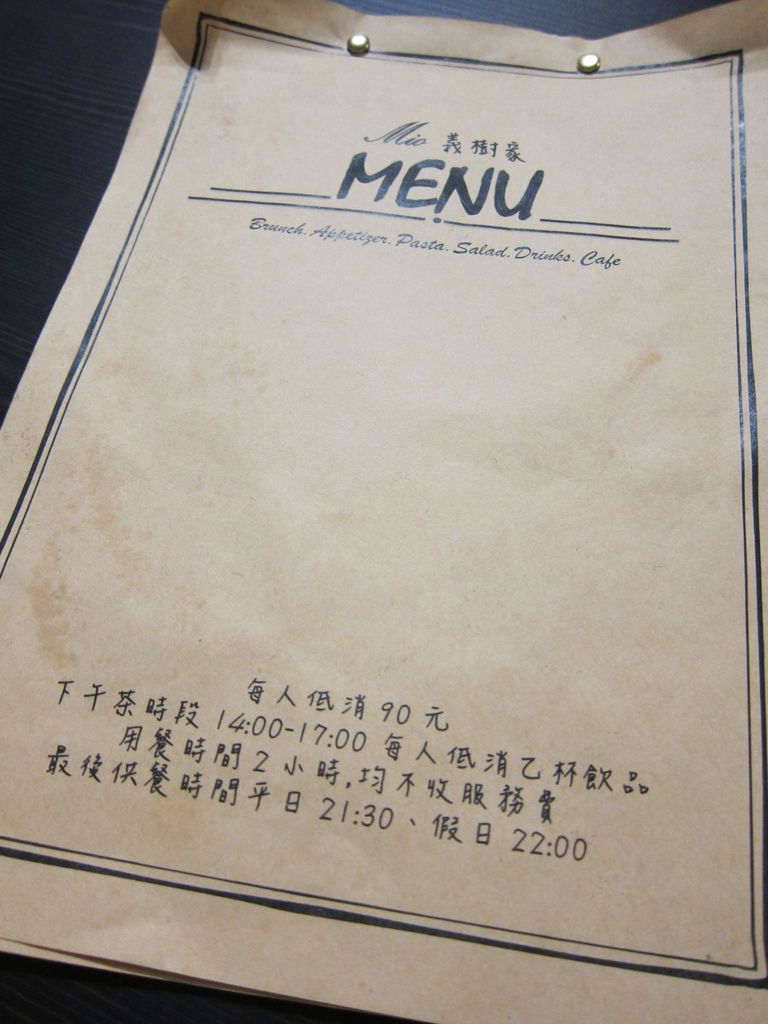 Mio 義樹家
MENU
Brunch. Appetizer. Pasta. Salad. Drinks. Cafe
每人低消90元
下午茶時段 14:00-17:00 每人低消乙杯飲品
用餐時間2小時,均不收服務費
最後供餐時間平日 21:30、假日 22:00